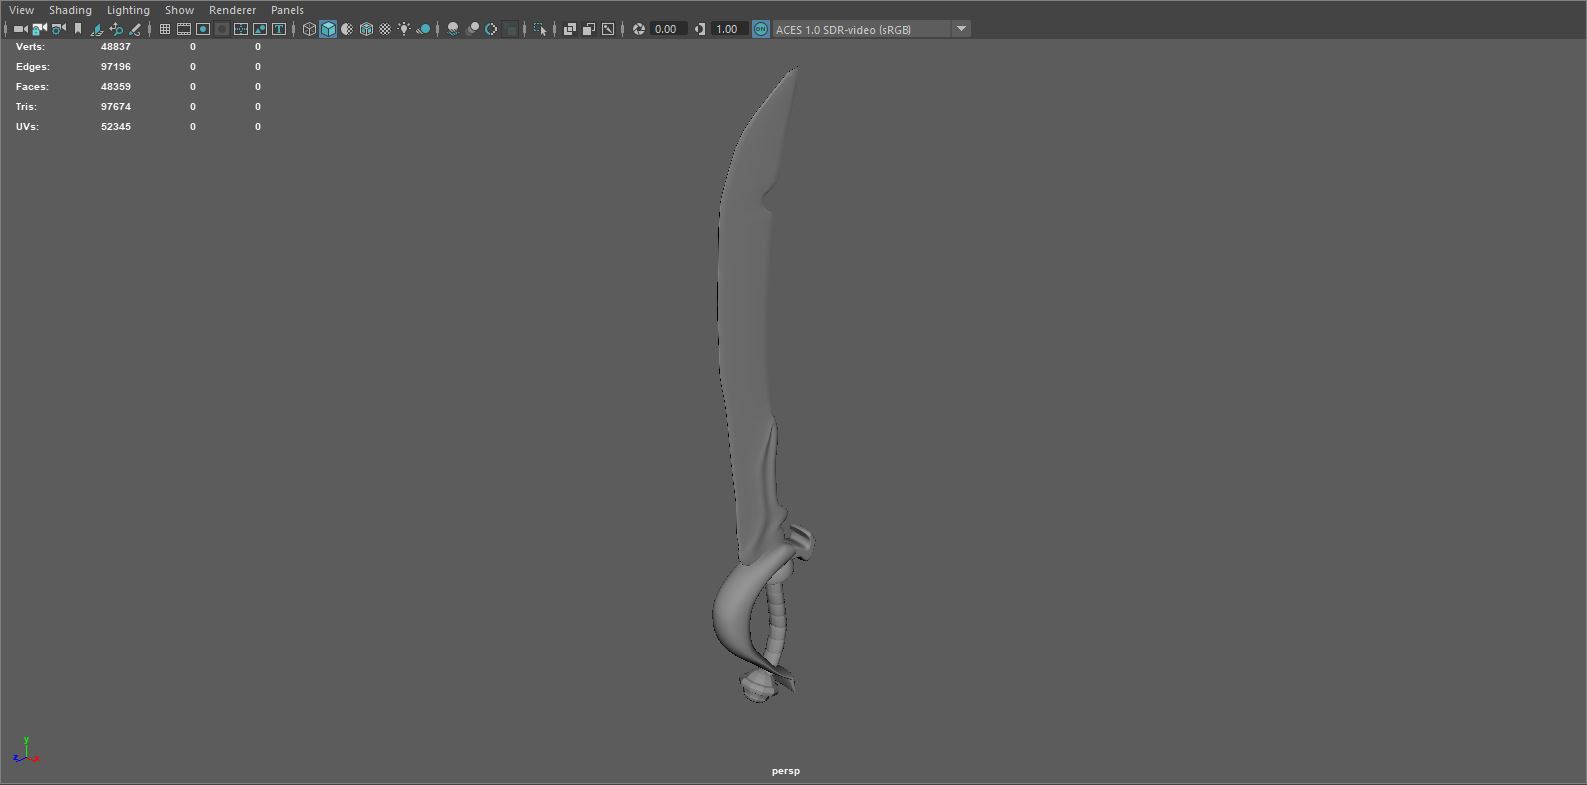 View Shading Lighting Show Renderer Panels
0.00 1.00 ON ACES 1.0 SDR-video (sRGB)
Verts: 48837 0 0
Edges: 97196 0 0
Faces: 48359 0 0
Tris: 97674 0 0
UVs: 52345 0 0
y
z x
persp